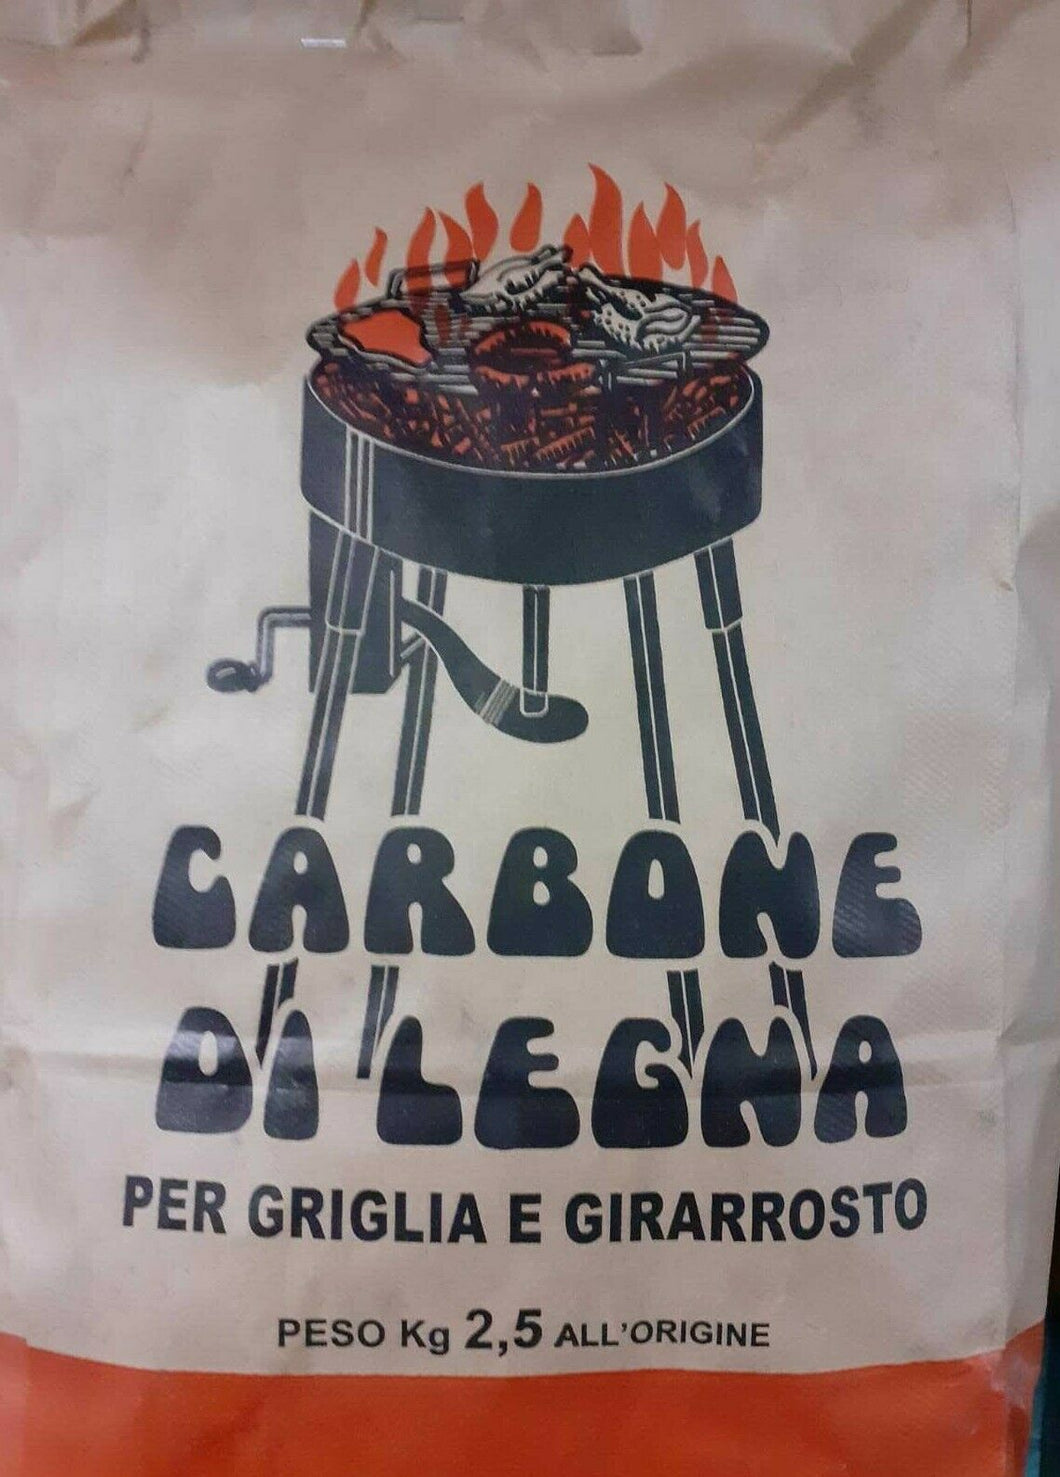 CARBONE
DI LEGNA
PER GRIGLIA E GIRARROSTO
PESO Kg 2,5 ALL'ORIGINE